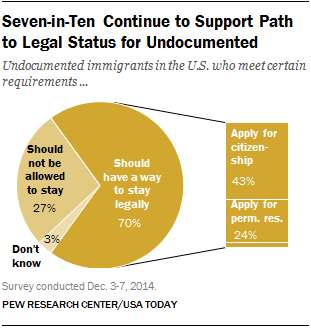 Seven-in-Ten Continue to Support Path
to Legal Status for Undocumented
Undocumented immigrants in the U.S. who meet certain
requirements ...
Should
not be
allowed
to stay
27%
Should
have a way
to stay
legally
70%
3%
Don't
know
Apply for
citizen-
ship
43%
Apply for
perm. res.
24%
Survey conducted Dec. 3-7, 2014.
PEW RESEARCH CENTER/USA TODAY